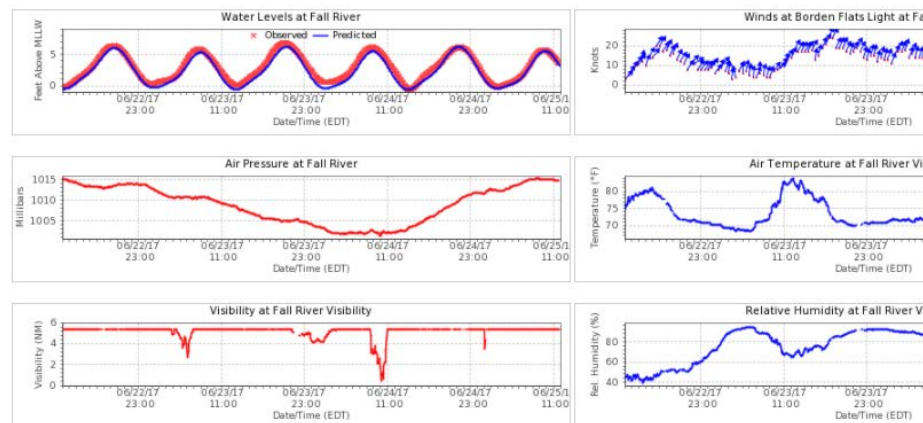 Water Levels at Fall River
Observed Predicted
Feet Above MLLW
5
0
06/22/17 06/23/17 06/23/17 06/24/17 06/24/17 06/25/1
23:00 11:00 23:00 11:00 23:00 11:00
Date/Time (EDT)
Winds at Borden Flats Light at Fa
Knots
20
10
0
06/22/17 06/23/17 06/23/1
23:00 11:00 23:00
Date/Time (EDT)
Air Pressure at Fall River
Millibars
1015
1005
06/22/17 06/23/17 06/23/17 06/24/17 06/24/17 06/25/1
23:00 11:00 23:00 11:00 23:00 11:00
Date/Time (EDT)
Air Temperature at Fall River Vi
Temperature (°F)
80
75
70
06/22/17 06/23/17 06/23/1
23:00 11:00 23:00
Date/Time (EDT)
Visibility at Fall River Visibility
Visibility (NM)
6
4
2
0
06/22/17 06/23/17 06/23/17 06/24/17 06/24/17 06/25/1
23:00 11:00 23:00 11:00 23:00 11:00
Date/Time (EDT)
Relative Humidity at Fall River V
Rel. Humidity (%)
80
60
40
06/22/17 06/23/17 06/23/1
23:00 11:00 23:00
Date/Time (EDT)